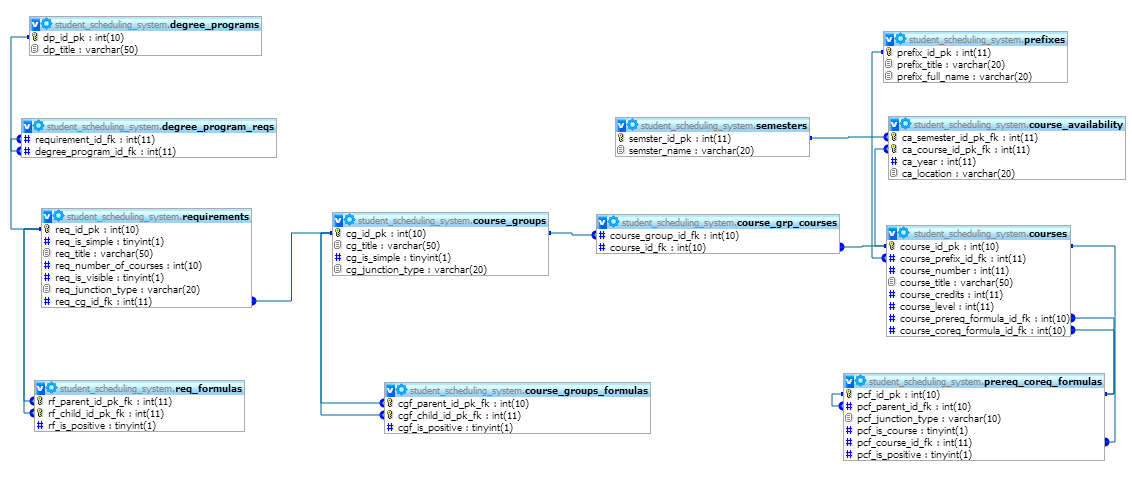 student_scheduling_system.degree_programs
dp_id_pk : int(10)
dp_title : varchar(50)
student_scheduling_system.prefixes
prefix_id_pk : int(11)
prefix_title : varchar(20)
prefix_full_name : varchar(20)
student_scheduling_system.degree_program_reqs
requirement_id_fk : int(11)
degree_program_id_fk : int(11)
student_scheduling_system.semesters
semster_id_pk : int(11)
semster_name : varchar(20)
student_scheduling_system.course_availability
ca_semester_id_pk_fk : int(11)
ca_course_id_pk_fk : int(11)
ca_year : int(11)
ca_location : varchar(20)
student_scheduling_system.requirements
req_id_pk : int(10)
req_is_simple : tinyint(1)
req_title : varchar(50)
req_number_of_courses : int(10)
req_is_visible : tinyint(1)
req_junction_type : varchar(20)
req_cg_id_fk : int(11)
student_scheduling_system.course_groups
cg_id_pk : int(10)
cg_title : varchar(50)
cg_is_simple : tinyint(1)
cg_junction_type : varchar(20)
student_scheduling_system.course_grp_courses
course_group_id_fk : int(10)
course_id_fk : int(10)
student_scheduling_system.courses
course_id_pk : int(10)
course_prefix_id_fk : int(11)
course_number : int(11)
course_title : varchar(50)
course_credits : int(11)
course_level : int(11)
course_prereq_formula_id_fk : int(10)
course_coreq_formula_id_fk : int(10)
student_scheduling_system.req_formulas
rf_parent_id_pk_fk : int(11)
rf_child_id_pk_fk : int(11)
rf_is_positive : tinyint(1)
student_scheduling_system.course_groups_formulas
cgf_parent_id_pk_fk : int(10)
cgf_child_id_pk_fk : int(11)
cgf_is_positive : tinyint(1)
student_scheduling_system.prereq_coreq_formulas
pcf_id_pk : int(10)
pcf_parent_id_fk : int(10)
pcf_junction_type : varchar(10)
pcf_is_course : tinyint(1)
pcf_course_id_fk : int(11)
pcf_is_positive : tinyint(1)